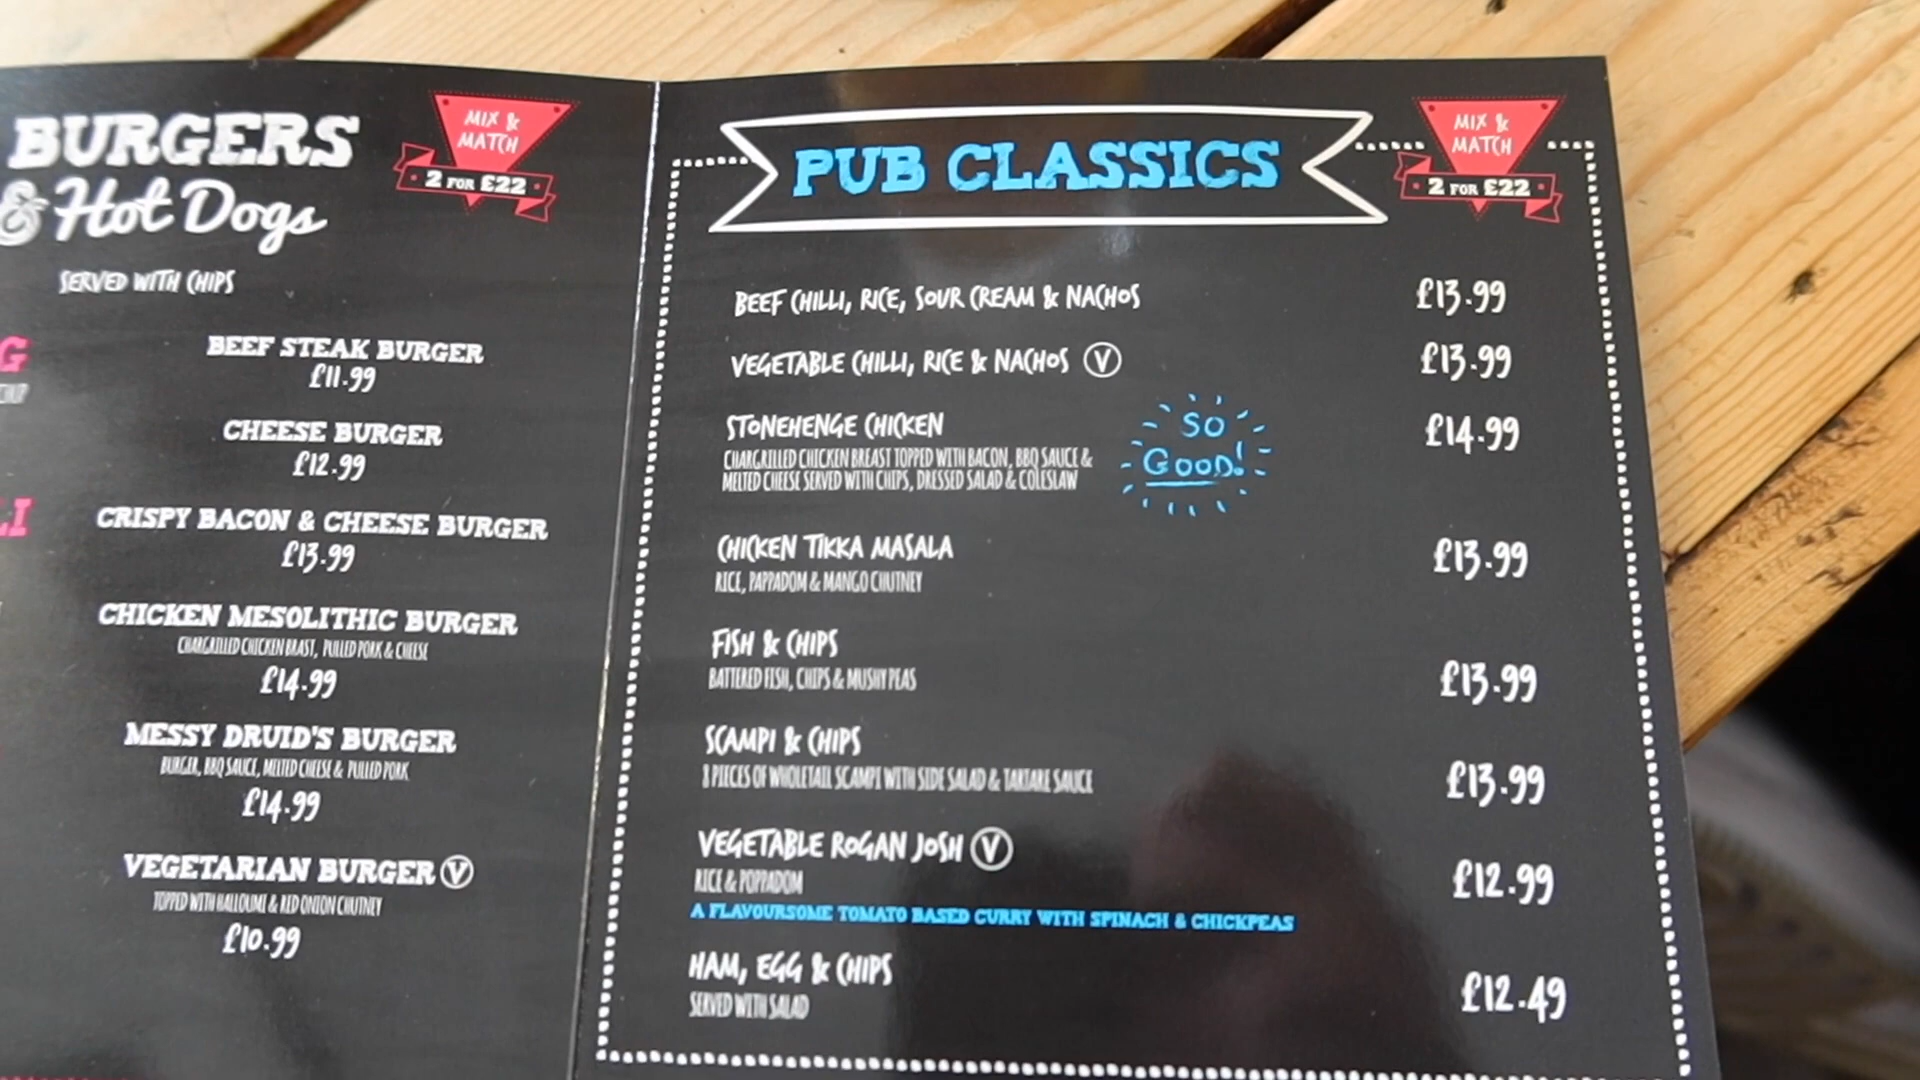 BURGERS
& Hot Dogs
MIX &
MATCH
2 FOR £22
SERVED WITH CHIPS
BEEF STEAK BURGER
£11.99
CHEESE BURGER
£12.99
CRISPY BACON & CHEESE BURGER
£13.99
CHICKEN MESOLITHIC BURGER
CHARGRILLED CHICKEN BRAST, PULLED PORK & CHEESE
£14.99
MESSY DRUID'S BURGER
BURGER, BBQ SAUCE, MELTED CHEESE & PULLED PORK
£14.99
VEGETARIAN BURGER V
TOPPED WITH HALLOUMI & RED ONION CHUTNEY
£10.99
PUB CLASSICS
MIX &
MATCH
2 FOR £22
BEEF CHILLI, RICE, SOUR CREAM & NACHOS £13.99
VEGETABLE CHILLI, RICE & NACHOS V £13.99
STONEHENGE CHICKEN £14.99
CHARGRILLED CHICKEN BREAST TOPPED WITH BACON, BBQ SAUCE &
MELTED CHEESE SERVED WITH CHIPS, DRESSED SALAD & COLESLAW
SO
GOOD!
CHICKEN TIKKA MASALA £13.99
RICE, PAPPADOM & MANGO CHUTNEY
FISH & CHIPS £13.99
BATTERED FISH, CHIPS & MUSHY PEAS
SCAMPI & CHIPS £13.99
8 PIECES OF WHOLETAIL SCAMPI WITH SIDE SALAD & TARTARE SAUCE
VEGETABLE ROGAN JOSH V £12.99
RICE & POPPADOM
A FLAVOURSOME TOMATO BASED CURRY WITH SPINACH & CHICKPEAS
HAM, EGG & CHIPS £12.49
SERVED WITH SALAD